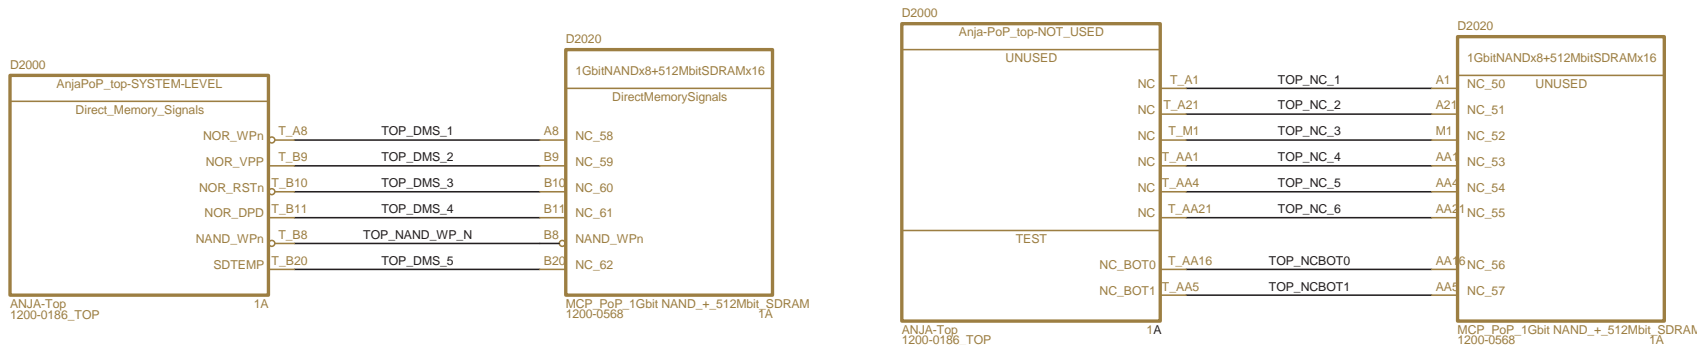 D2000
AnjaPoP_top-SYSTEM-LEVEL
Direct_Memory_Signals
NOR_WPn T_A8 TOP_DMS_1 A8 NC_58
NOR_VPP T_B9 TOP_DMS_2 B9 NC_59
NOR_RSTn T_B10 TOP_DMS_3 B10 NC_60
NOR_DPD T_B11 TOP_DMS_4 B11 NC_61
NAND_WPn T_B8 TOP_NAND_WP_N B8 NAND_WPn
SDTEMP T_B20 TOP_DMS_5 B20 NC_62
ANJA-Top 1A
1200-0186_TOP
D2020
1GbitNANDx8+512MbitSDRAMx16
DirectMemorySignals
MCP_PoP_1Gbit NAND_+_512Mbit_SDRAM
1200-0568 1A
D2000
Anja-PoP_top-NOT_USED
UNUSED
NC T_A1 TOP_NC_1 A1 NC_50
NC T_A21 TOP_NC_2 A21 NC_51
NC T_M1 TOP_NC_3 M1 NC_52
NC T_AA1 TOP_NC_4 AA1 NC_53
NC T_AA4 TOP_NC_5 AA4 NC_54
NC T_AA21 TOP_NC_6 AA21 NC_55
TEST
NC_BOT0 T_AA16 TOP_NCBOT0 AA16 NC_56
NC_BOT1 T_AA5 TOP_NCBOT1 AA5 NC_57
ANJA-Top 1A
1200-0186_TOP
D2020
1GbitNANDx8+512MbitSDRAMx16
UNUSED
MCP_PoP_1Gbit NAND_+_512Mbit_SDRAM
1200-0568 1A